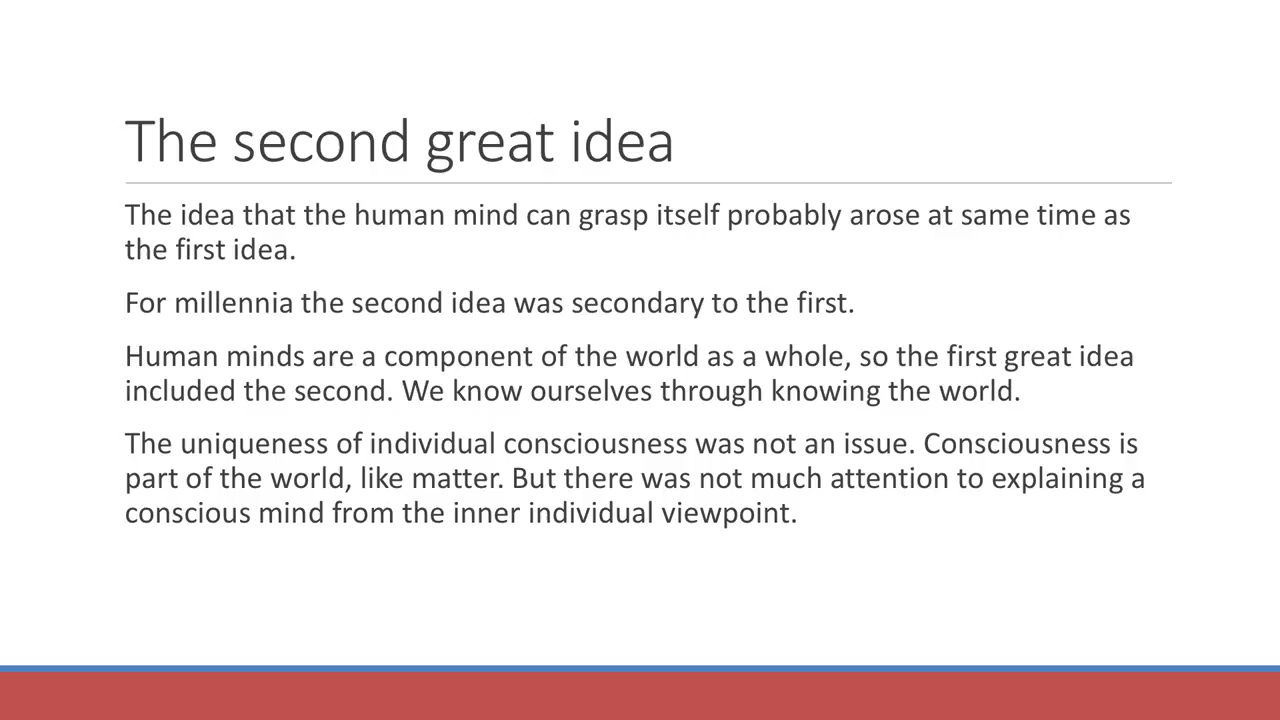 The second great idea
The idea that the human mind can grasp itself probably arose at same time as
the first idea.
For millennia the second idea was secondary to the first.
Human minds are a component of the world as a whole, so the first great idea
included the second. We know ourselves through knowing the world.
The uniqueness of individual consciousness was not an issue. Consciousness is
part of the world, like matter. But there was not much attention to explaining a
conscious mind from the inner individual viewpoint.